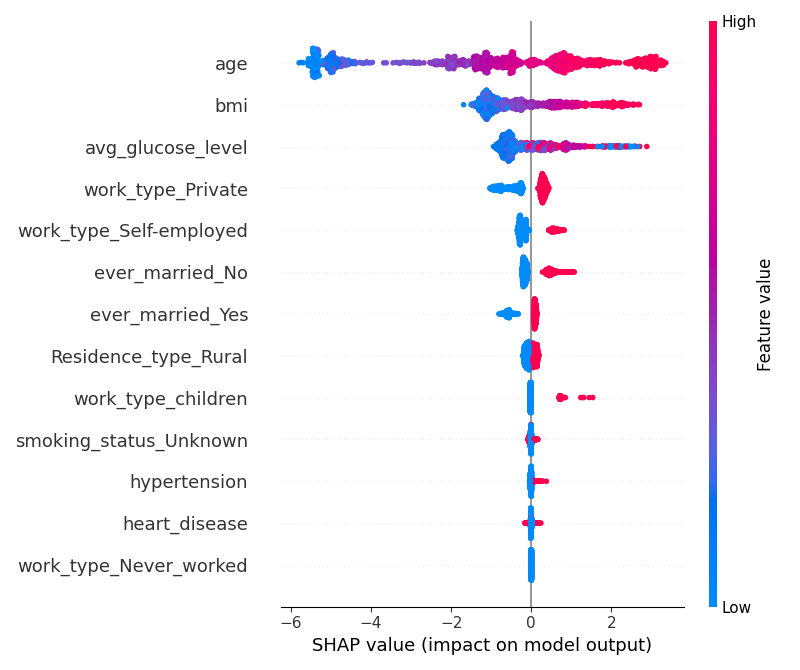 High
age
bmi
avg_glucose_level
work_type_Private
work_type_Self-employed
ever_married_No
ever_married_Yes
Residence_type_Rural
work_type_children
smoking_status_Unknown
hypertension
heart_disease
work_type_Never_worked
Feature value
Low
−6 −4 −2 0 2
SHAP value (impact on model output)